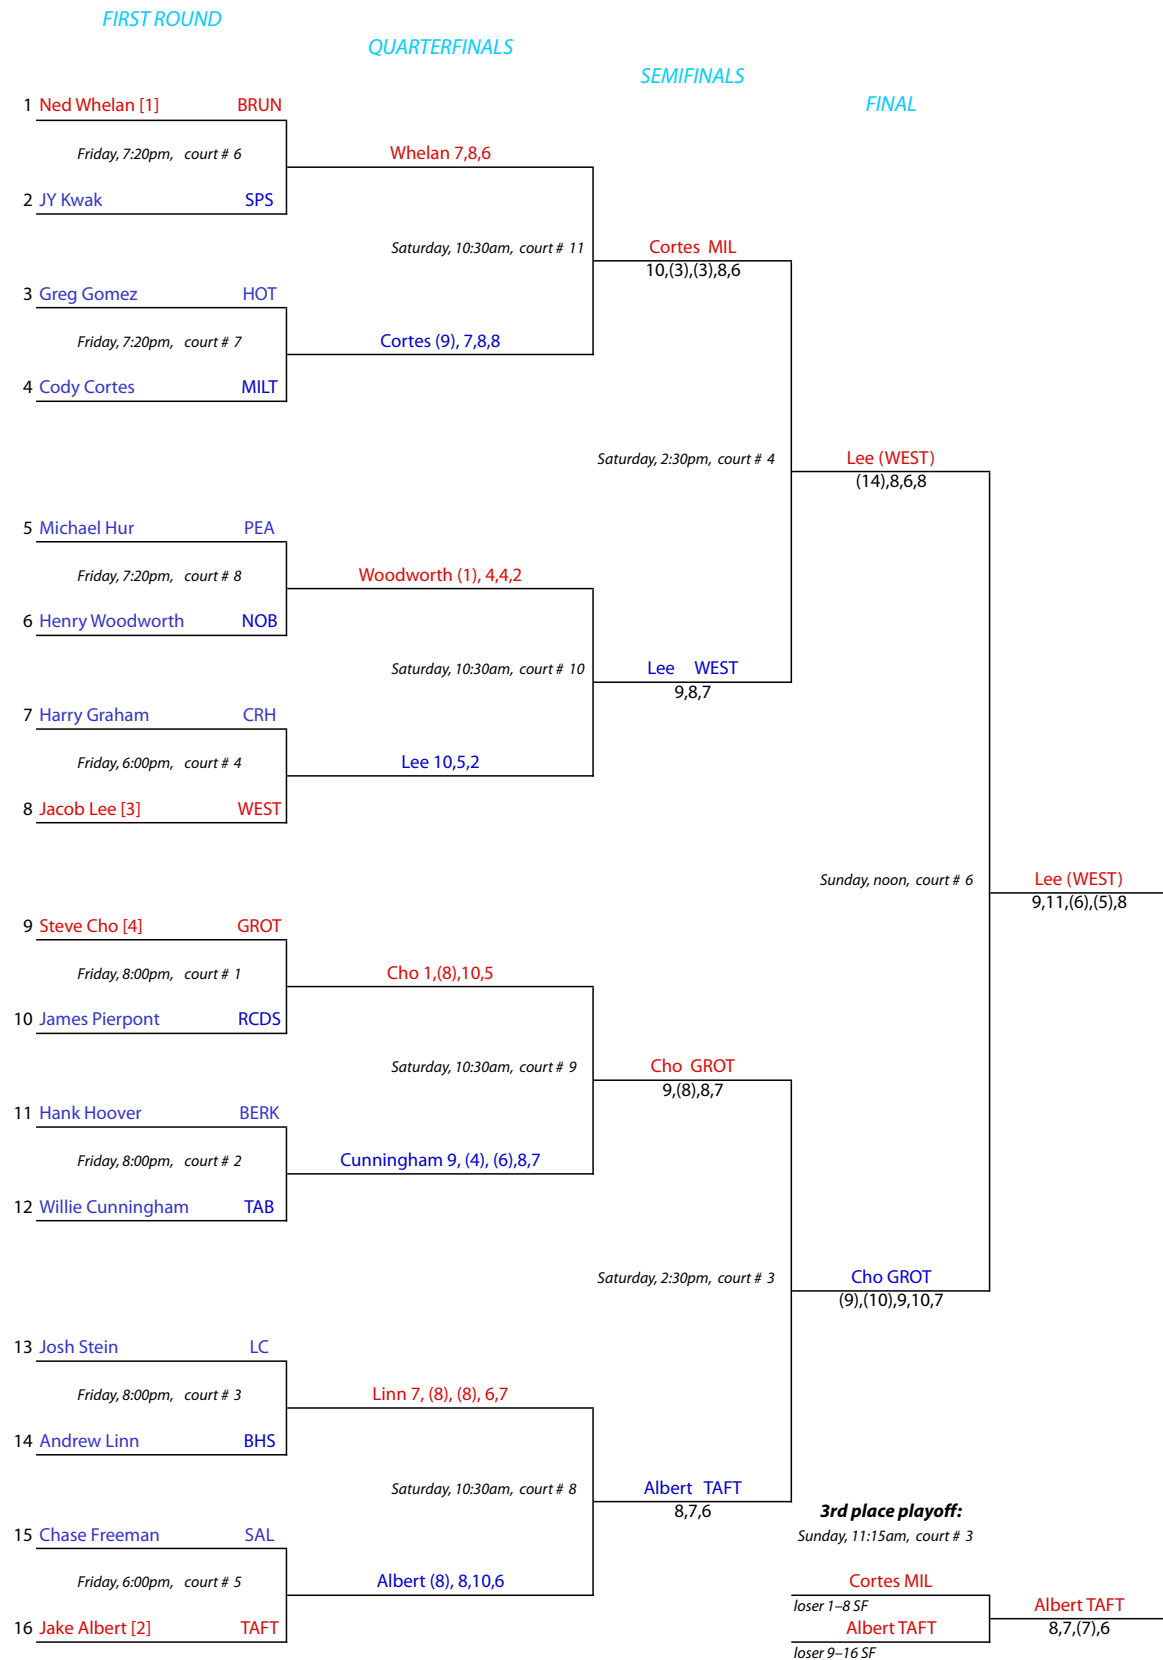 FIRST ROUND
QUARTERFINALS
SEMIFINALS
FINAL
1 Ned Whelan [1] BRUN
Friday, 7:20pm, court # 6
Whelan 7,8,6
2 JY Kwak SPS
Saturday, 10:30am, court # 11
Cortes MIL
10,(3),(3),8,6
3 Greg Gomez HOT
Friday, 7:20pm, court # 7
Cortes (9), 7,8,8
4 Cody Cortes MILT
Saturday, 2:30pm, court # 4
Lee (WEST)
(14),8,6,8
5 Michael Hur PEA
Friday, 7:20pm, court # 8
Woodworth (1), 4,4,2
6 Henry Woodworth NOB
Saturday, 10:30am, court # 10
Lee WEST
9,8,7
7 Harry Graham CRH
Friday, 6:00pm, court # 4
Lee 10,5,2
8 Jacob Lee [3] WEST
Sunday, noon, court # 6
Lee (WEST)
9,11,(6),(5),8
9 Steve Cho [4] GROT
Friday, 8:00pm, court # 1
Cho 1,(8),10,5
10 James Pierpont RCDS
Saturday, 10:30am, court # 9
Cho GROT
9,(8),8,7
11 Hank Hoover BERK
Friday, 8:00pm, court # 2
Cunningham 9, (4), (6),8,7
12 Willie Cunningham TAB
Saturday, 2:30pm, court # 3
Cho GROT
(9),(10),9,10,7
13 Josh Stein LC
Friday, 8:00pm, court # 3
Linn 7, (8), (8), 6,7
14 Andrew Linn BHS
Saturday, 10:30am, court # 8
Albert TAFT
8,7,6
3rd place playoff:
Sunday, 11:15am, court # 3
15 Chase Freeman SAL
Friday, 6:00pm, court # 5
Albert (8), 8,10,6
Cortes MIL
loser 1–8 SF
Albert TAFT
8,7,(7),6
16 Jake Albert [2] TAFT
Albert TAFT
loser 9–16 SF